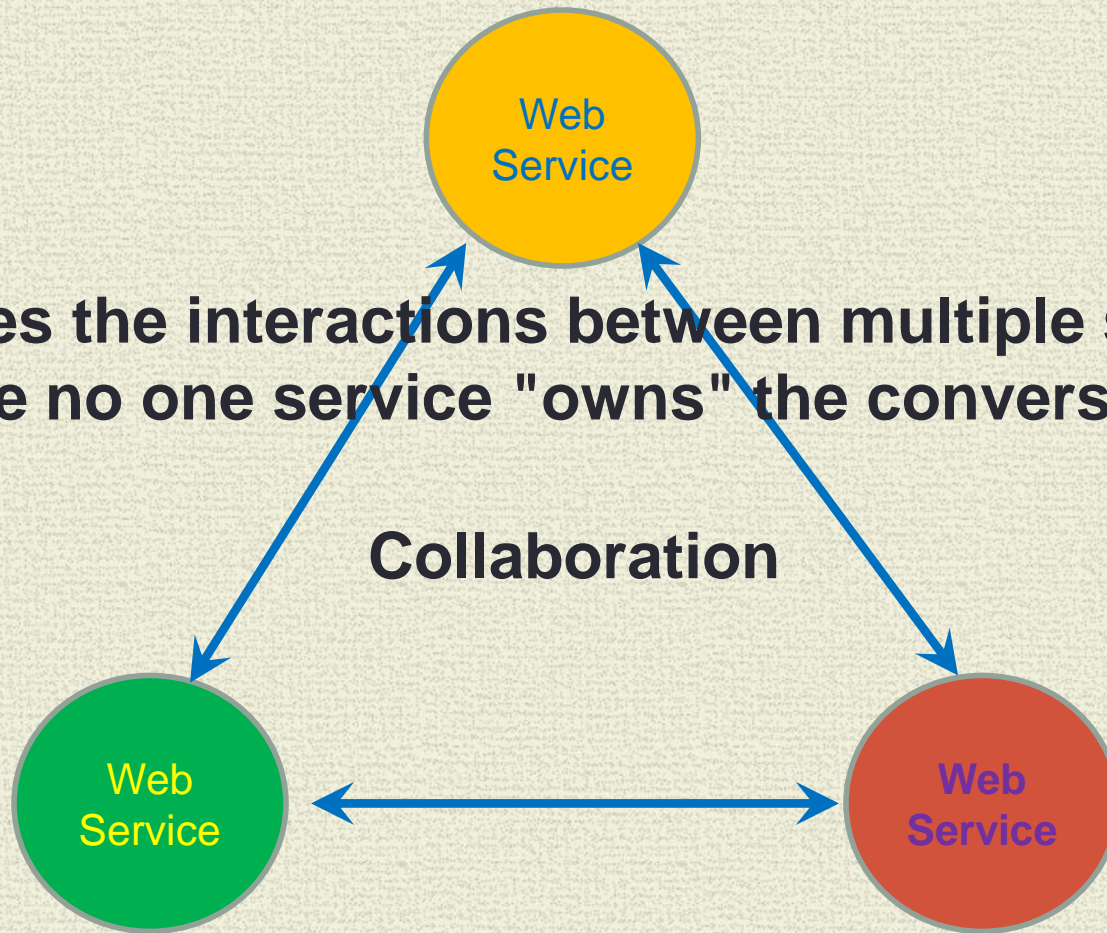 Web
Service
es the interactions between multiple s
e no one service "owns" the convers
Collaboration
Web
Service
Web
Service